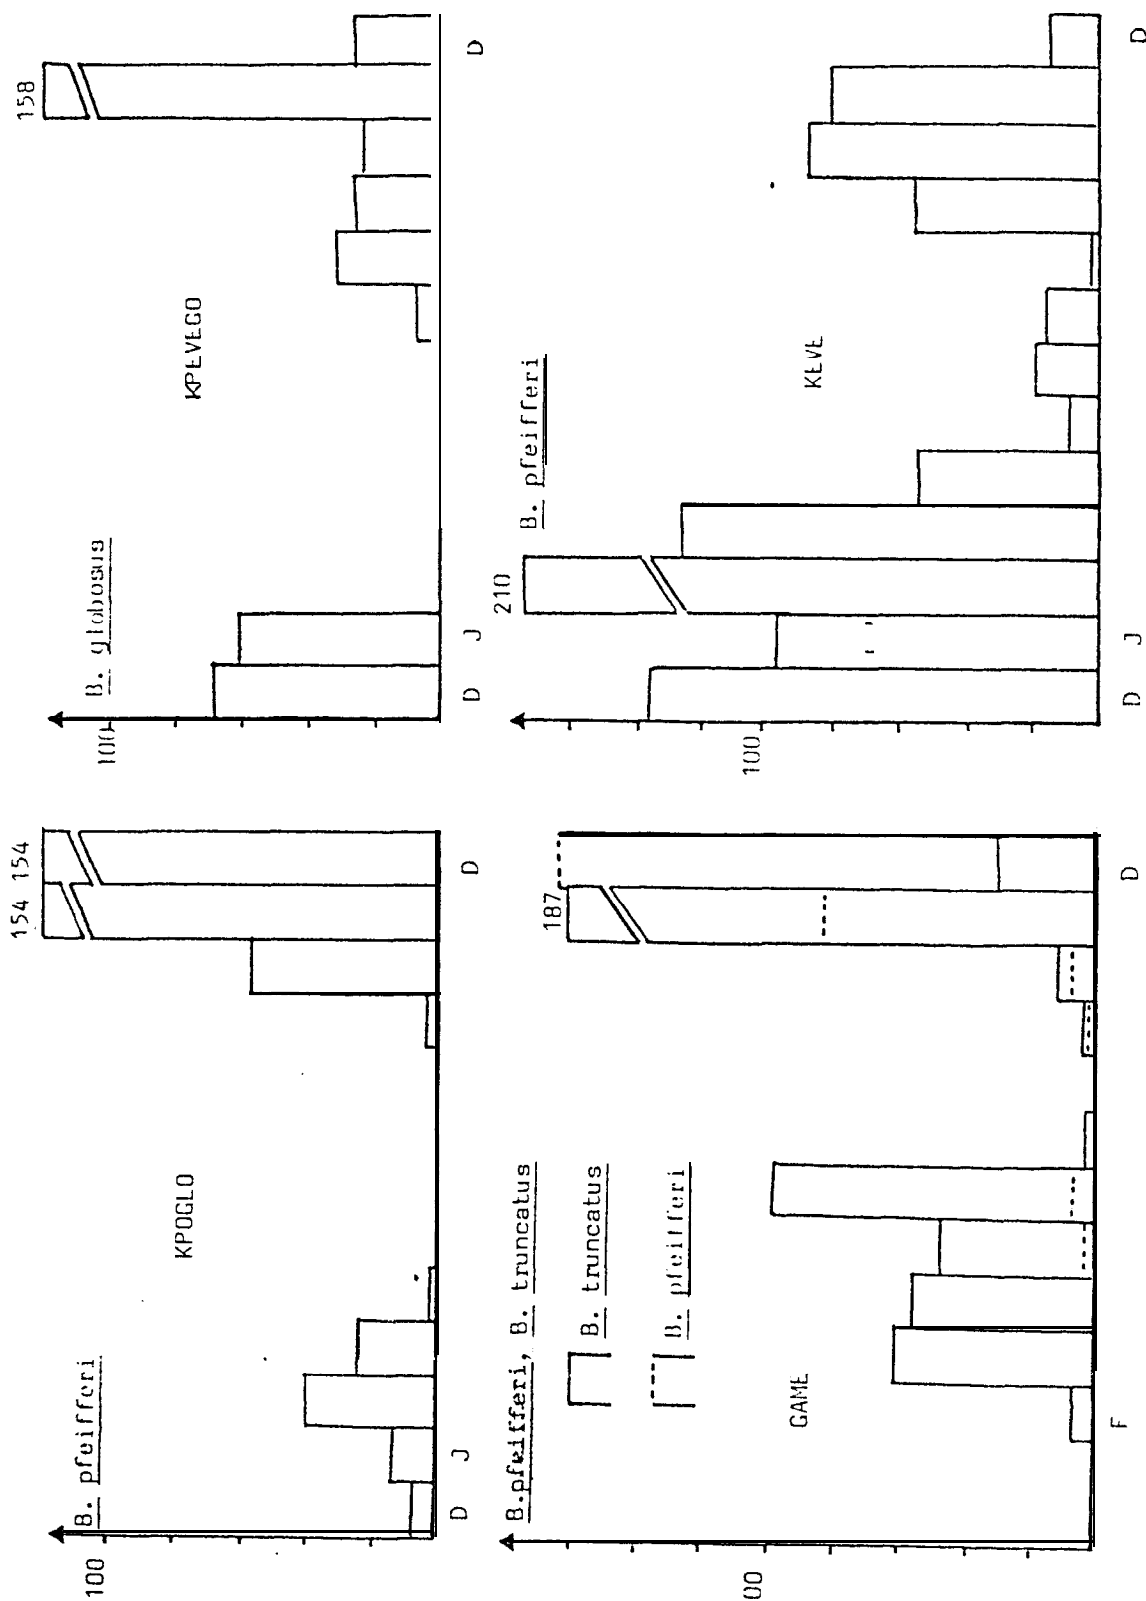 B. pfeifferi
100
154 154
KPOGLO
D J D
B. globosus
100
158
KPEVEGO
D J D
B.pfeifferi, B. truncatus
B. truncatus
B. pfeifferi
00
187
GAME
F D
B. pfeifferi
100
210
KEVE
D J D